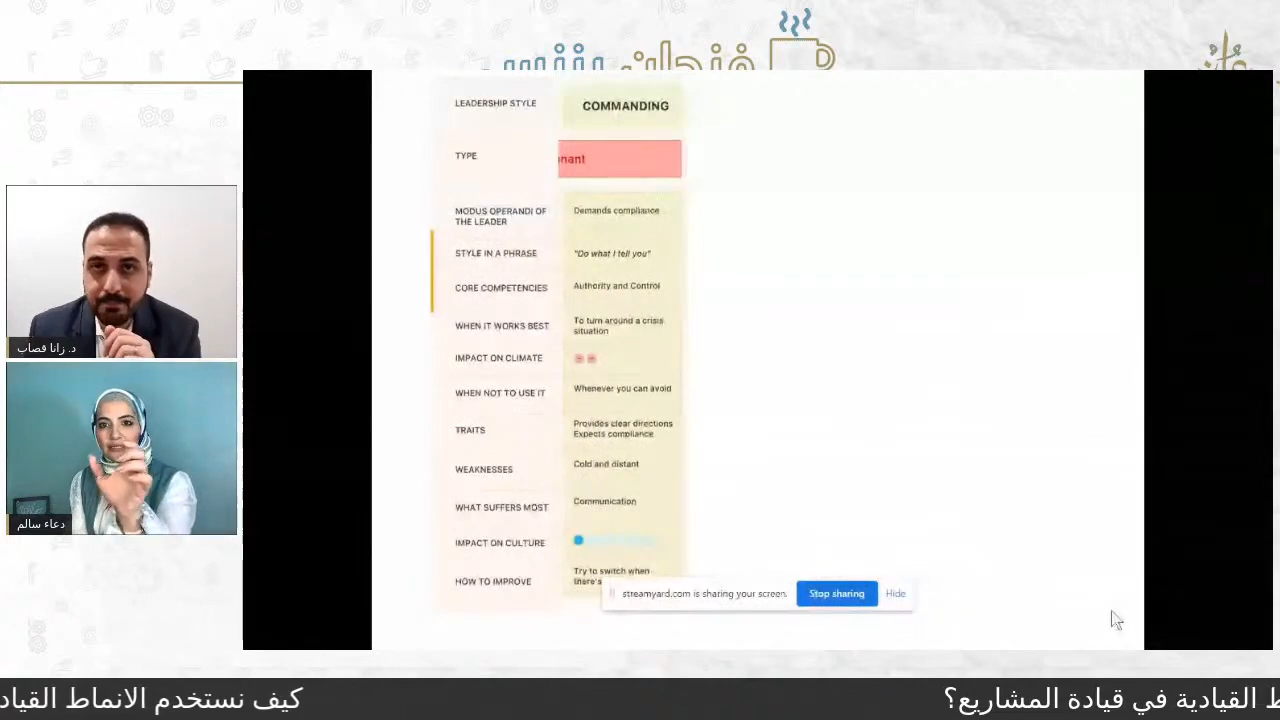 فنجان بزنس
LEADERSHIP STYLE
COMMANDING
TYPE
nant
MODUS OPERANDI OF
THE LEADER
Demands compliance
STYLE IN A PHRASE
"Do what I tell you"
CORE COMPETENCIES
Authority and Control
WHEN IT WORKS BEST
To turn around a crisis
situation
IMPACT ON CLIMATE
WHEN NOT TO USE IT
Whenever you can avoid
TRAITS
Provides clear directions
Expects compliance
WEAKNESSES
Cold and distant
WHAT SUFFERS MOST
Communication
IMPACT ON CULTURE
HOW TO IMPROVE
Try to switch when
there's
streamyard.com is sharing your screen.
Stop sharing
Hide
د. زانا قصاب
دعاء سالم
ط القيادية في قيادة المشاريع؟
كيف نستخدم الانماط القياد